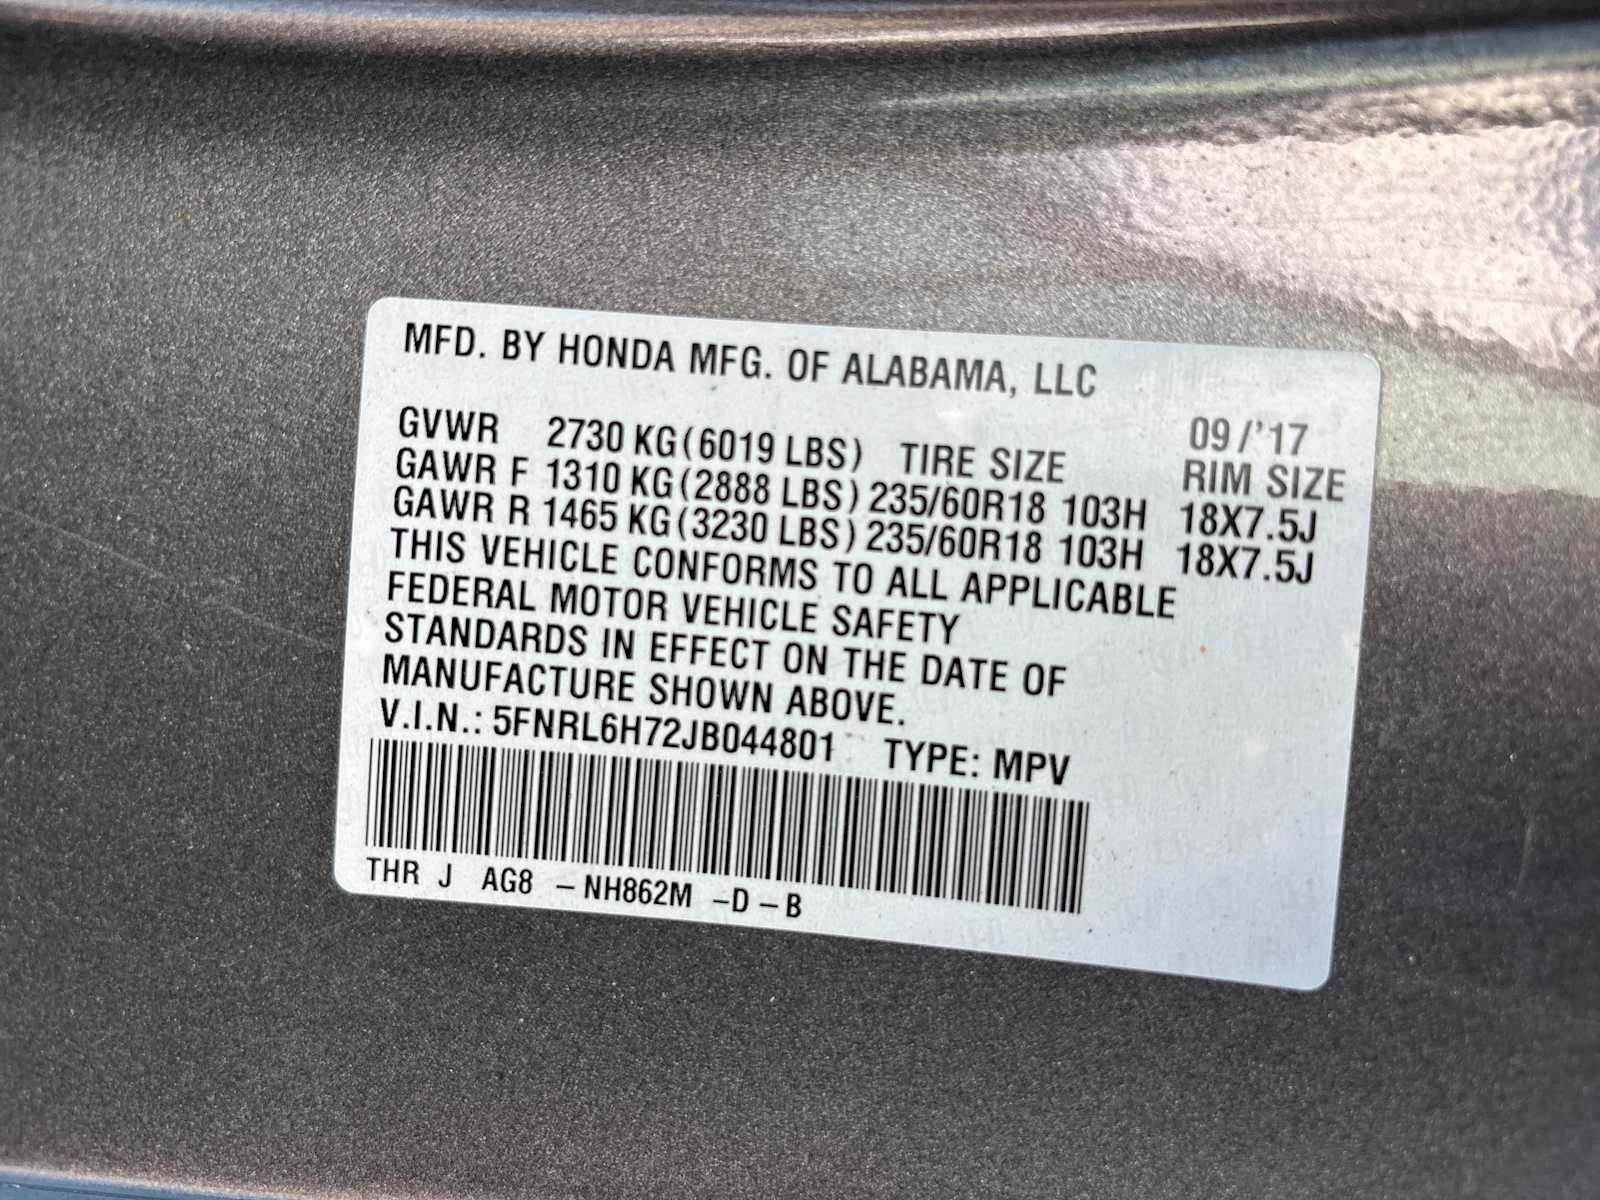 MFD. BY HONDA MFG. OF ALABAMA, LLC
09/'17
GVWR 2730 KG(6019 LBS) TIRE SIZE RIM SIZE
GAWR F 1310 KG(2888 LBS) 235/60R18 103H 18X7.5J
GAWR R 1465 KG(3230 LBS) 235/60R18 103H 18X7.5J
THIS VEHICLE CONFORMS TO ALL APPLICABLE
FEDERAL MOTOR VEHICLE SAFETY
STANDARDS IN EFFECT ON THE DATE OF
MANUFACTURE SHOWN ABOVE.
V.I.N.: 5FNRL6H72JB044801 TYPE: MPV
THR J AG8 -NH862M -D-B